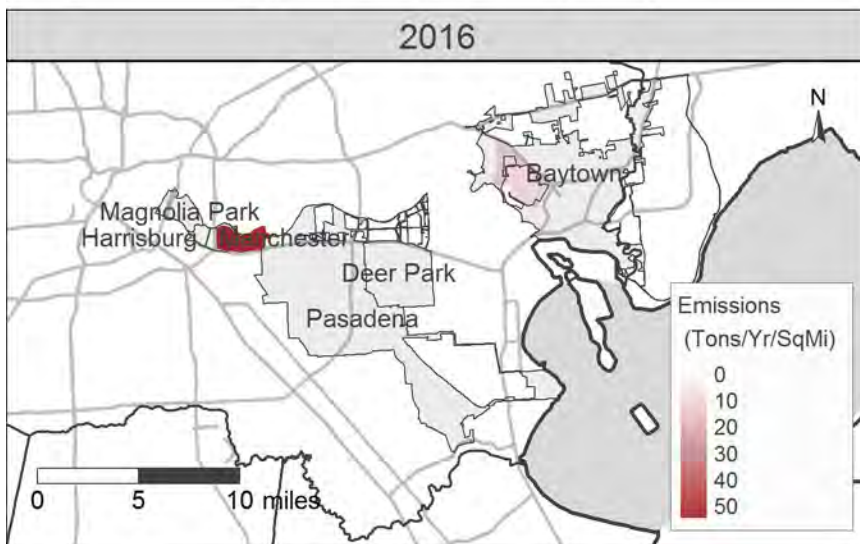 2016
N
Baytown
Magnolia Park
Harrisburg Manchester
Deer Park
Pasadena
Emissions
(Tons/Yr/SqMi)
0
10
20
30
40
50
0 5 10 miles